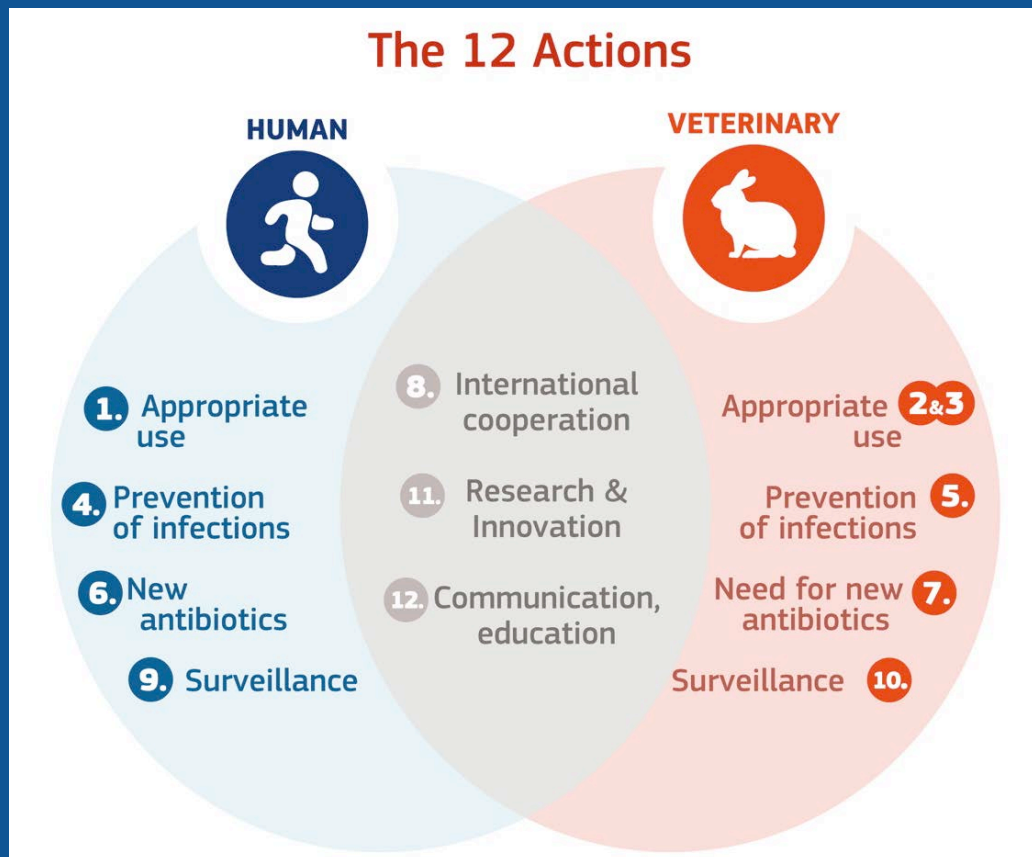 The 12 Actions
HUMAN
VETERINARY
1. Appropriate
use
4. Prevention
of infections
6. New
antibiotics
9. Surveillance
8. International
cooperation
11. Research &
Innovation
12. Communication,
education
Appropriate 2&3
use
Prevention 5.
of infections
Need for new 7.
antibiotics
Surveillance 10.